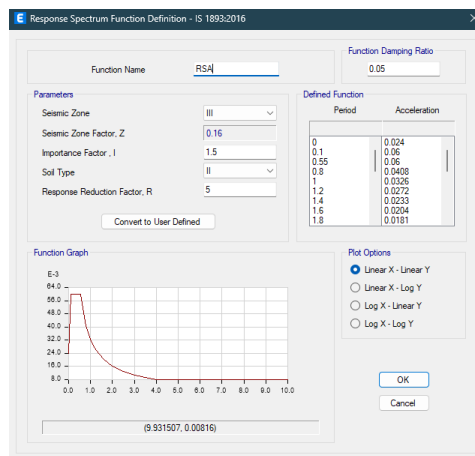 E Response Spectrum Function Definition - IS 1893:2016
Function Damping Ratio
Function Name RSA 0.05
Parameters
Seismic Zone III
Seismic Zone Factor, Z 0.16
Importance Factor , I 1.5
Soil Type II
Response Reduction Factor, R 5
Convert to User Defined
Defined Function
Period Acceleration
0 0.024
0.1 0.06
0.55 0.06
0.8 0.0408
1 0.0326
1.2 0.0272
1.4 0.0233
1.6 0.0204
1.8 0.0181
Function Graph
E-3
64.0
56.0
48.0
40.0
32.0
24.0
16.0
8.0
0.0 1.0 2.0 3.0 4.0 5.0 6.0 7.0 8.0 9.0 10.0
(9.931507, 0.00816)
Plot Options
Linear X - Linear Y
Linear X - Log Y
Log X - Linear Y
Log X - Log Y
OK
Cancel